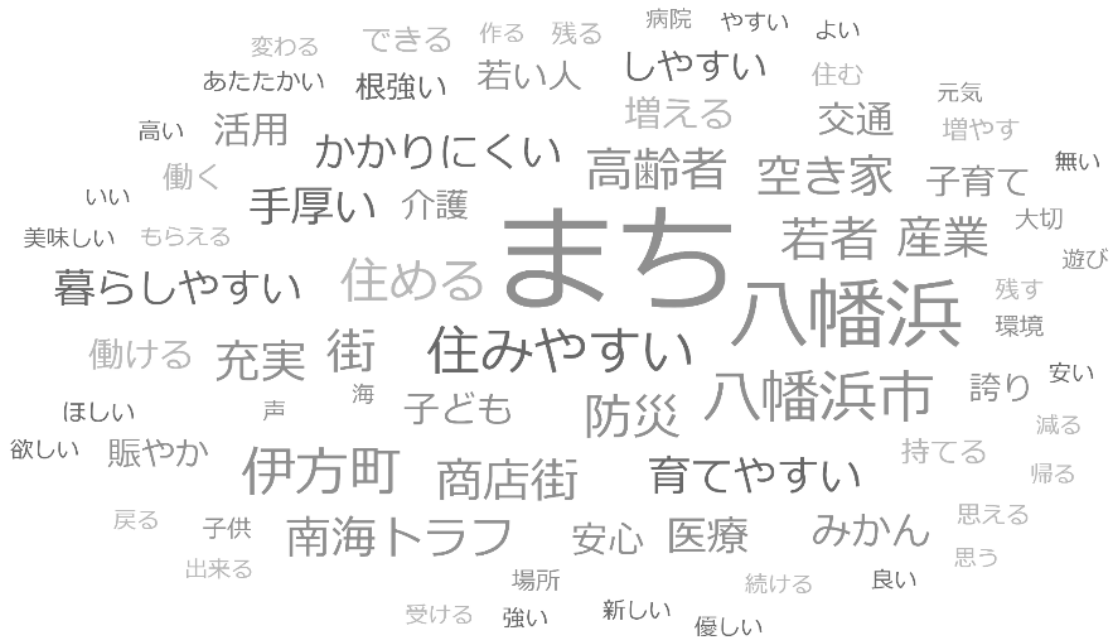 病院 やすい よい
変わる できる 作る 残る
あたたかい 根強い 若い人 しやすい 住む
元気
高い 活用 増える 交通 増やす
かかりにくい 高齢者 空き家 子育て 無い
働く
いい 手厚い 介護 大切
美味しい もらえる まち 若者 産業
遊び
暮らしやすい 住める 八幡浜 残す
環境
働ける 充実 街 住みやすい
安い
海 八幡浜市 誇り
ほしい 声 子ども 防災 減る
欲しい 賑やか 持てる
伊方町 商店街 育てやすい 帰る
戻る 子供 南海トラフ 安心 医療 みかん 思える
思う
出来る 場所 続ける 良い
受ける 強い 新しい 優しい